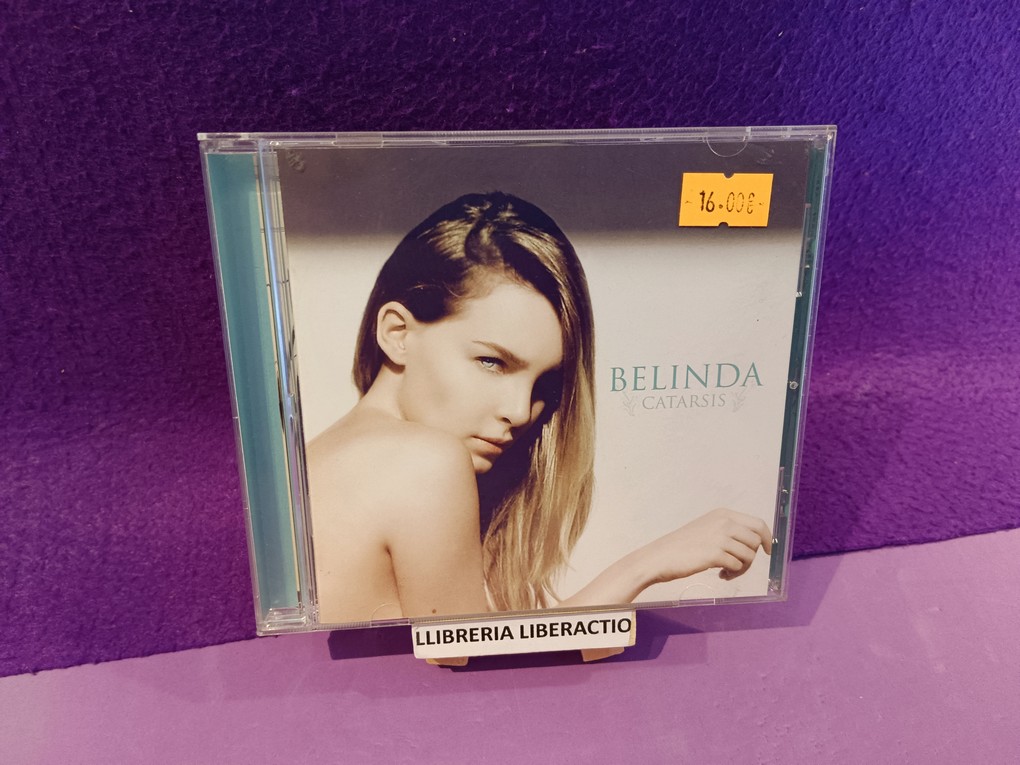 16.00€
BELINDA
CATARSIS
LLIBRERIA LIBERACTIO